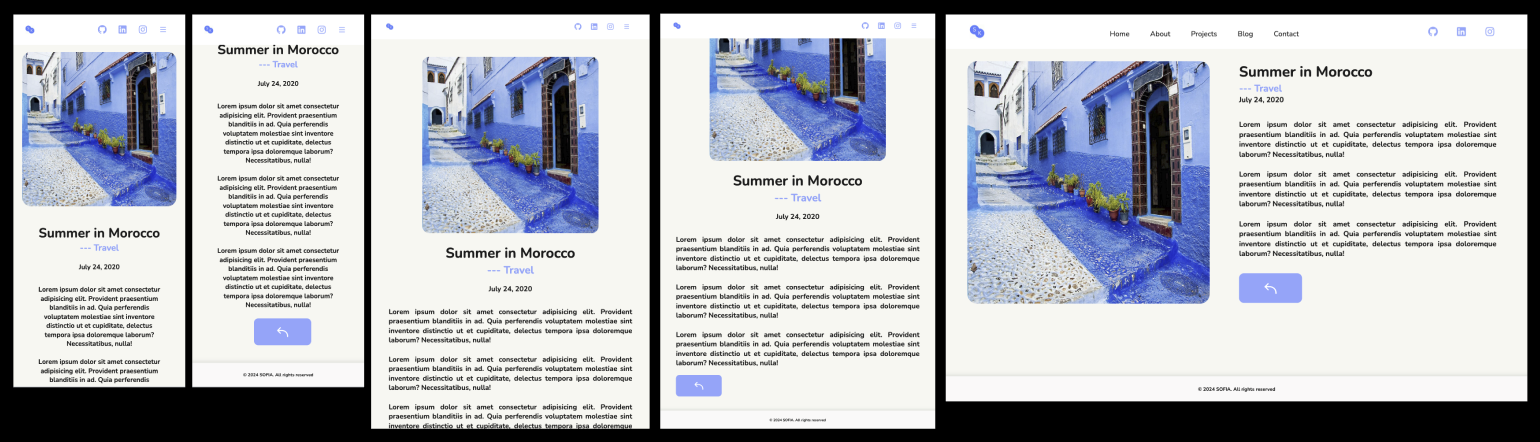 Summer in Morocco
--- Travel
July 24, 2020
Lorem ipsum dolor sit amet consectetur
adipisicing elit. Provident praesentium
blanditiis in ad. Quia perferendis
voluptatem molestiae sint inventore
distinctio ut et cupiditate, delectus
tempora ipsa doloremque laborum?
Necessitatibus, nulla!
Lorem ipsum dolor sit amet consectetur
adipisicing elit. Provident praesentium
blanditiis in ad. Quia perferendis
Summer in Morocco
--- Travel
July 24, 2020
Lorem ipsum dolor sit amet consectetur
adipisicing elit. Provident praesentium
blanditiis in ad. Quia perferendis
voluptatem molestiae sint inventore
distinctio ut et cupiditate, delectus
tempora ipsa doloremque laborum?
Necessitatibus, nulla!
Lorem ipsum dolor sit amet consectetur
adipisicing elit. Provident praesentium
blanditiis in ad. Quia perferendis
voluptatem molestiae sint inventore
distinctio ut et cupiditate, delectus
tempora ipsa doloremque laborum?
Necessitatibus, nulla!
Lorem ipsum dolor sit amet consectetur
adipisicing elit. Provident praesentium
blanditiis in ad. Quia perferendis
voluptatem molestiae sint inventore
distinctio ut et cupiditate, delectus
tempora ipsa doloremque laborum?
Necessitatibus, nulla!
© 2024 SOFIA. All rights reserved
Summer in Morocco
--- Travel
July 24, 2020
Lorem ipsum dolor sit amet consectetur adipisicing elit. Provident
praesentium blanditiis in ad. Quia perferendis voluptatem molestiae sint
inventore distinctio ut et cupiditate, delectus tempora ipsa doloremque
laborum? Necessitatibus, nulla!
Lorem ipsum dolor sit amet consectetur adipisicing elit. Provident
praesentium blanditiis in ad. Quia perferendis voluptatem molestiae sint
inventore distinctio ut et cupiditate, delectus tempora ipsa doloremque
laborum? Necessitatibus, nulla!
Lorem ipsum dolor sit amet consectetur adipisicing elit. Provident
praesentium blanditiis in ad. Quia perferendis voluptatem molestiae sint
inventore distinctio ut et cupiditate, delectus tempora ipsa doloremque
Summer in Morocco
--- Travel
July 24, 2020
Lorem ipsum dolor sit amet consectetur adipisicing elit. Provident
praesentium blanditiis in ad. Quia perferendis voluptatem molestiae sint
inventore distinctio ut et cupiditate, delectus tempora ipsa doloremque
laborum? Necessitatibus, nulla!
Lorem ipsum dolor sit amet consectetur adipisicing elit. Provident
praesentium blanditiis in ad. Quia perferendis voluptatem molestiae sint
inventore distinctio ut et cupiditate, delectus tempora ipsa doloremque
laborum? Necessitatibus, nulla!
Lorem ipsum dolor sit amet consectetur adipisicing elit. Provident
praesentium blanditiis in ad. Quia perferendis voluptatem molestiae sint
inventore distinctio ut et cupiditate, delectus tempora ipsa doloremque
laborum? Necessitatibus, nulla!
© 2024 SOFIA. All rights reserved
Home About Projects Blog Contact
Summer in Morocco
--- Travel
July 24, 2020
Lorem ipsum dolor sit amet consectetur adipisicing elit. Provident
praesentium blanditiis in ad. Quia perferendis voluptatem molestiae sint
inventore distinctio ut et cupiditate, delectus tempora ipsa doloremque
laborum? Necessitatibus, nulla!
Lorem ipsum dolor sit amet consectetur adipisicing elit. Provident
praesentium blanditiis in ad. Quia perferendis voluptatem molestiae sint
inventore distinctio ut et cupiditate, delectus tempora ipsa doloremque
laborum? Necessitatibus, nulla!
Lorem ipsum dolor sit amet consectetur adipisicing elit. Provident
praesentium blanditiis in ad. Quia perferendis voluptatem molestiae sint
inventore distinctio ut et cupiditate, delectus tempora ipsa doloremque
laborum? Necessitatibus, nulla!
© 2024 SOFIA. All rights reserved